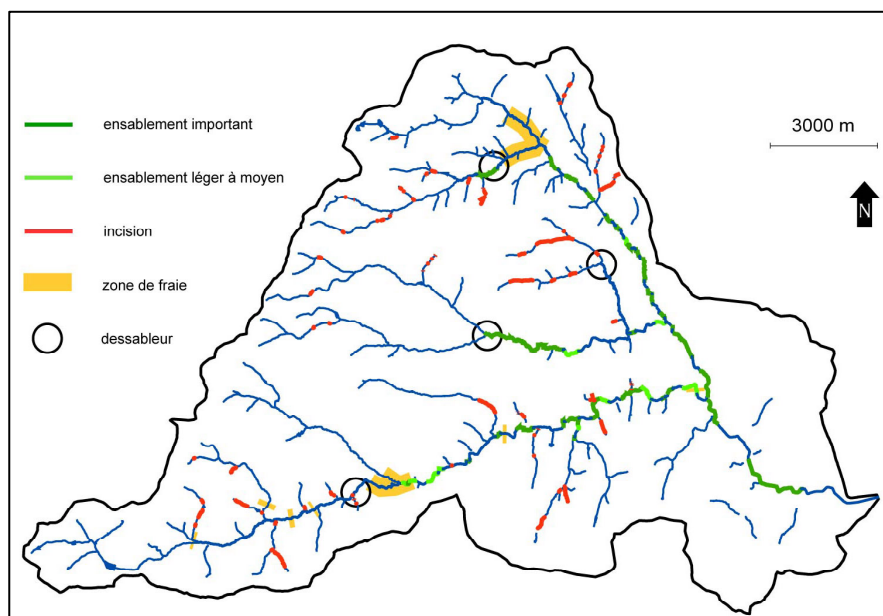 ensablement important
ensablement léger à moyen
incision
zone de fraie
dessableur
3000 m
N